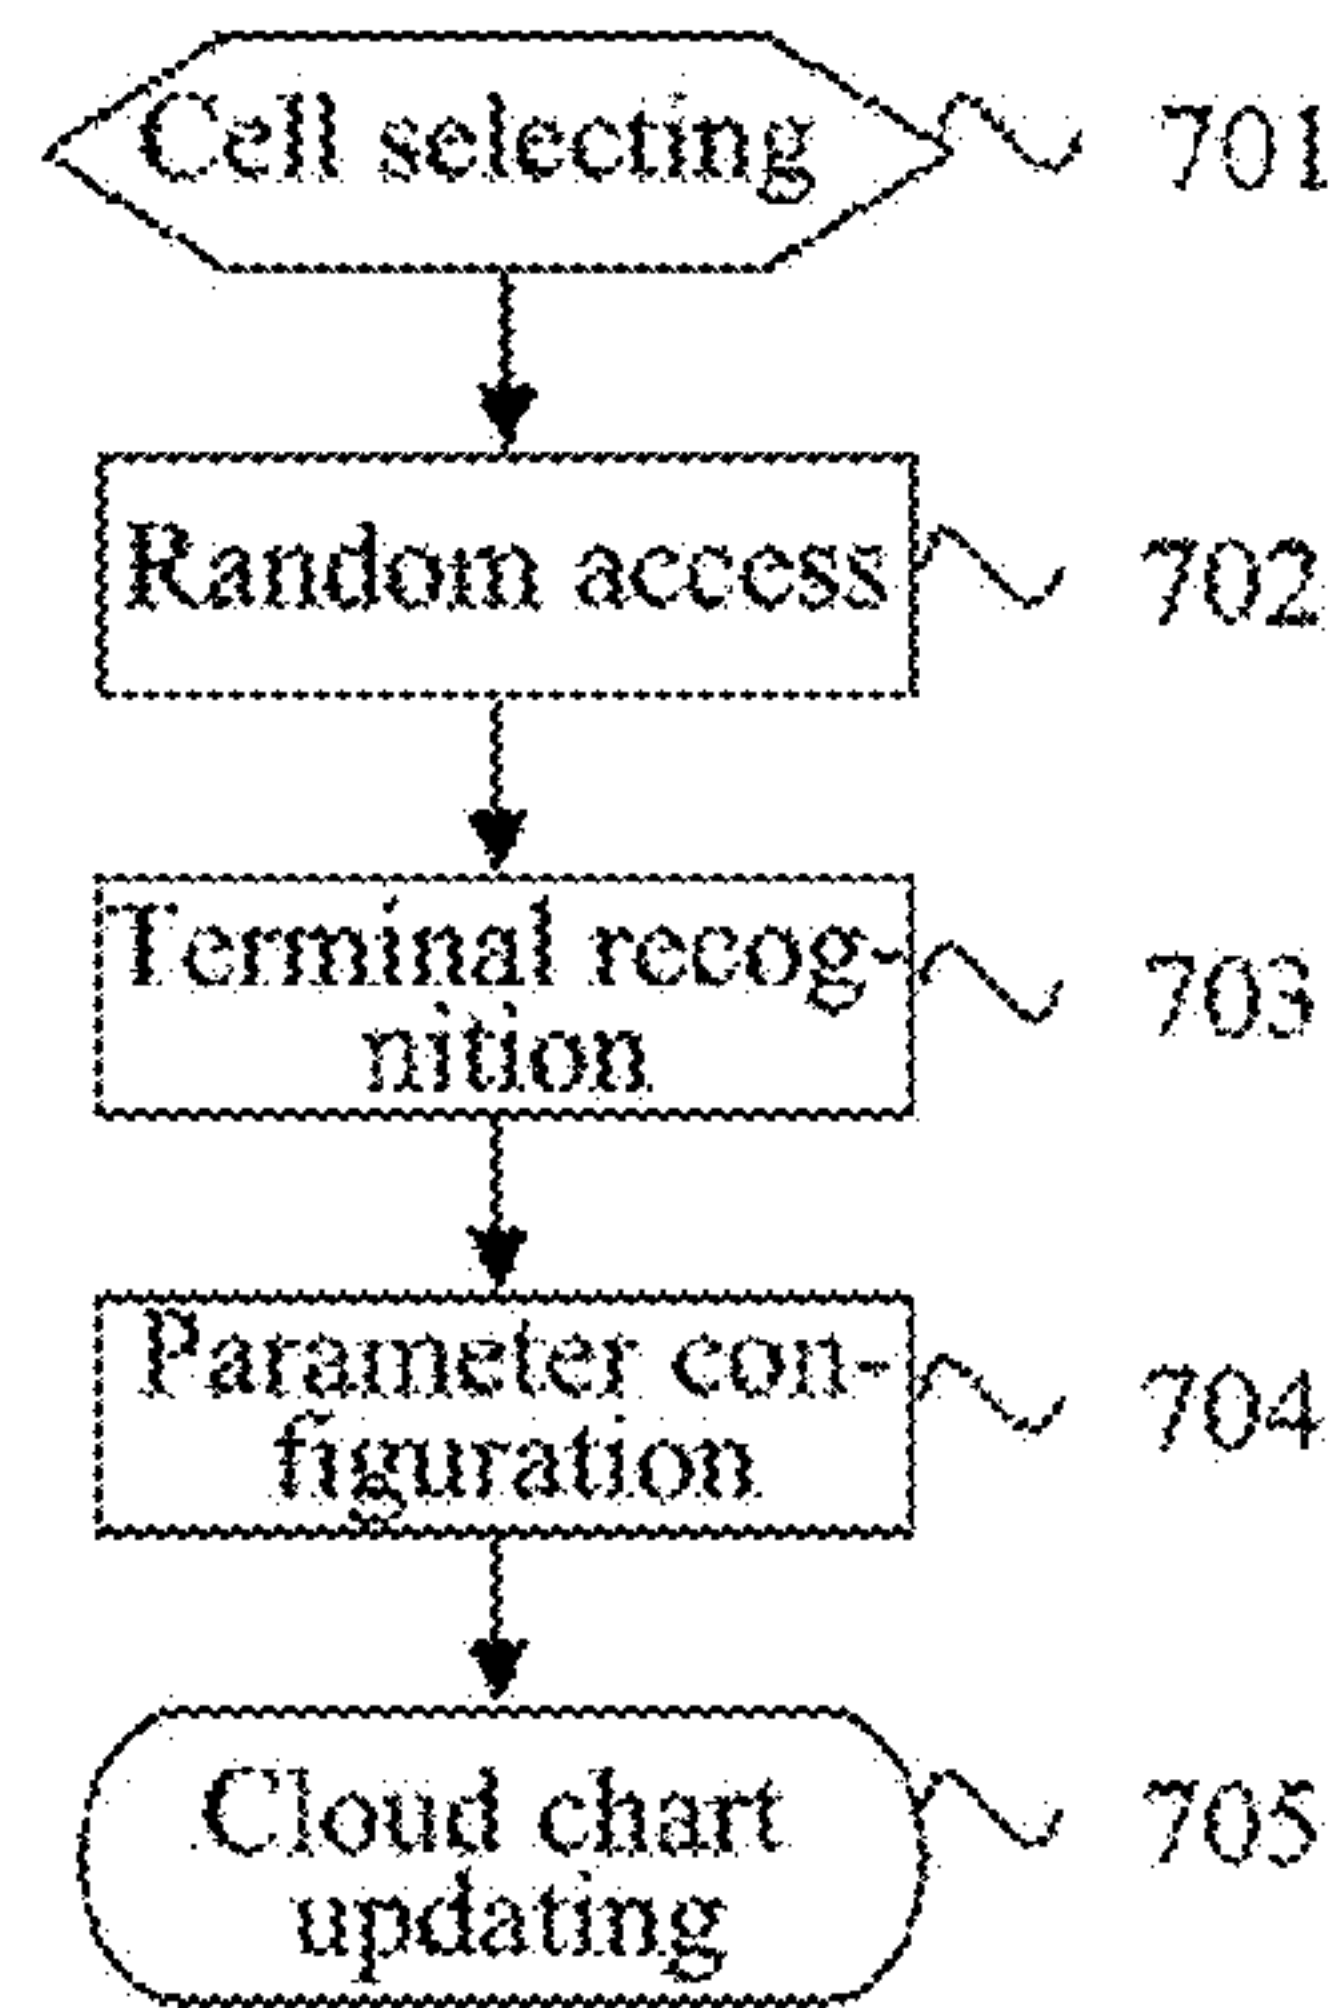 Cell selecting
701
Random access
702
Terminal recog-
nition
703
Parameter con-
figuration
704
Cloud chart
updating
705